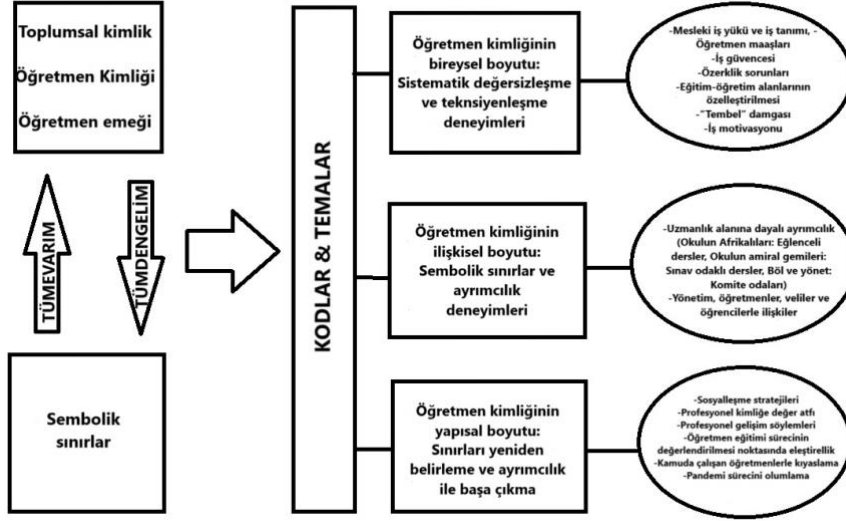 Toplumsal kimlik
Öğretmen Kimliği
Öğretmen emeği
TÜMEVARIM
TÜMDENGELİM
Sembolik
sınırlar
KODLAR & TEMALAR
Öğretmen kimliğinin
bireysel boyutu:
Sistematik değersizleşme
ve teknsiyenleşme
deneyimleri
-Mesleki iş yükü ve iş tanımı, -
Öğretmen maaşları
-İş güvencesi
-Özerklik sorunları
-Eğitim-öğretim alanlarının
özelleştirilmesi
-"Tembel" damgası
-İş motivasyonu
Öğretmen kimliğinin
ilişkisel boyutu:
Sembolik sınırlar ve
ayrımcılık
deneyimleri
-Uzmanlık alanına dayalı ayrımcılık
(Okulun Afrikalıları: Eğlenceli
dersler, Okulun amiral gemileri:
Sınav odaklı dersler, Böl ve yönet:
Komite odaları)
-Yönetim, öğretmenler, veliler ve
öğrencilerle ilişkiler
Öğretmen kimliğinin
yapısal boyutu:
Sınırları yeniden
belirleme ve ayrımcılık
ile başa çıkma
-Sosyalleşme stratejileri
-Profesyonel kimliğe değer atfı
-Profesyonel gelişim söylemleri
-Öğretmen eğitimi sürecinin
değerlendirilmesi noktasında eleştirellik
-Kamuda çalışan öğretmenlerle kıyaslama
-Pandemi sürecini olumlama